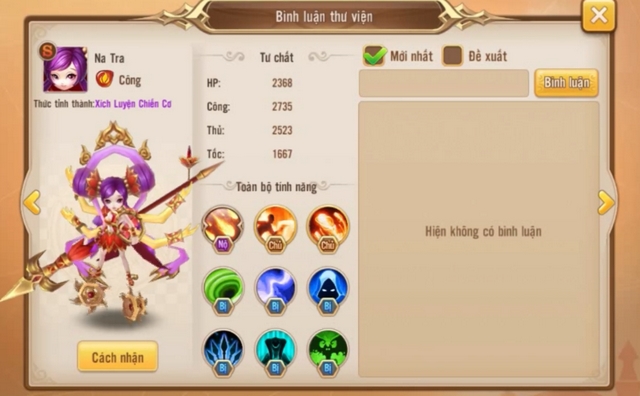 Bình luận thư viện
8
Na Tra
Công
Thức tỉnh thành:Xích Luyện Chiến Cơ
Cách nhận
Tư chất
HP: 2368
Công: 2735
Thủ: 2523
Tốc: 1667
Toàn bộ tính năng
Nộ Chủ Chủ
Bị Bị Bị
Bị Bị Bị
Mới nhất Đề xuất
Bình luận
Hiện không có bình luận